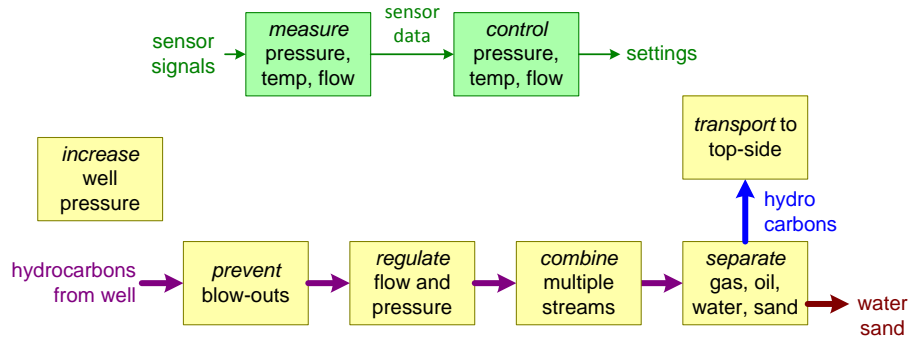 sensor
signals
measure
pressure,
temp, flow
sensor
data
control
pressure,
temp, flow
settings
transport to
top-side
increase
well
pressure
hydro
carbons
hydrocarbons
from well
prevent
blow-outs
regulate
flow and
pressure
combine
multiple
streams
separate
gas, oil,
water, sand
water
sand